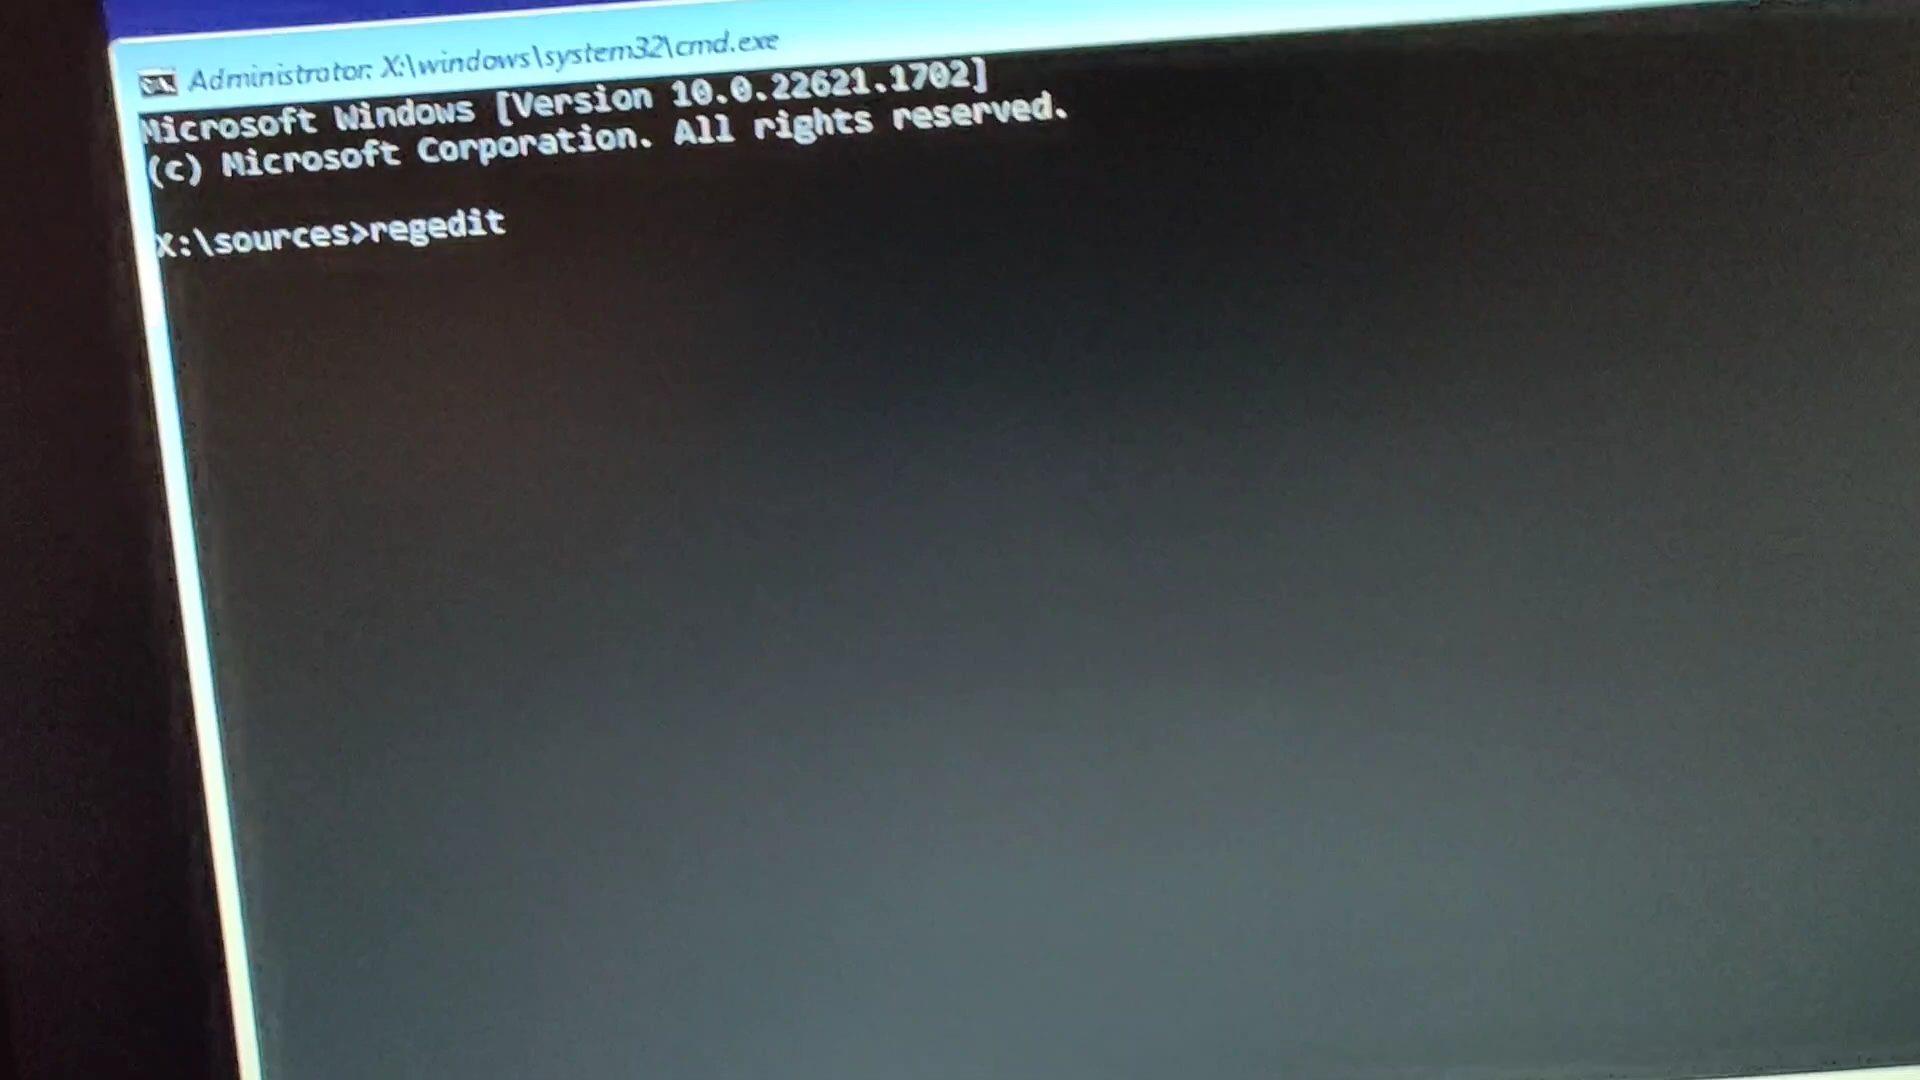 Administrator: X:\windows\system32\cmd.exe
Microsoft Windows [Version 10.0.22621.1702]
(c) Microsoft Corporation. All rights reserved.
X:\sources>regedit